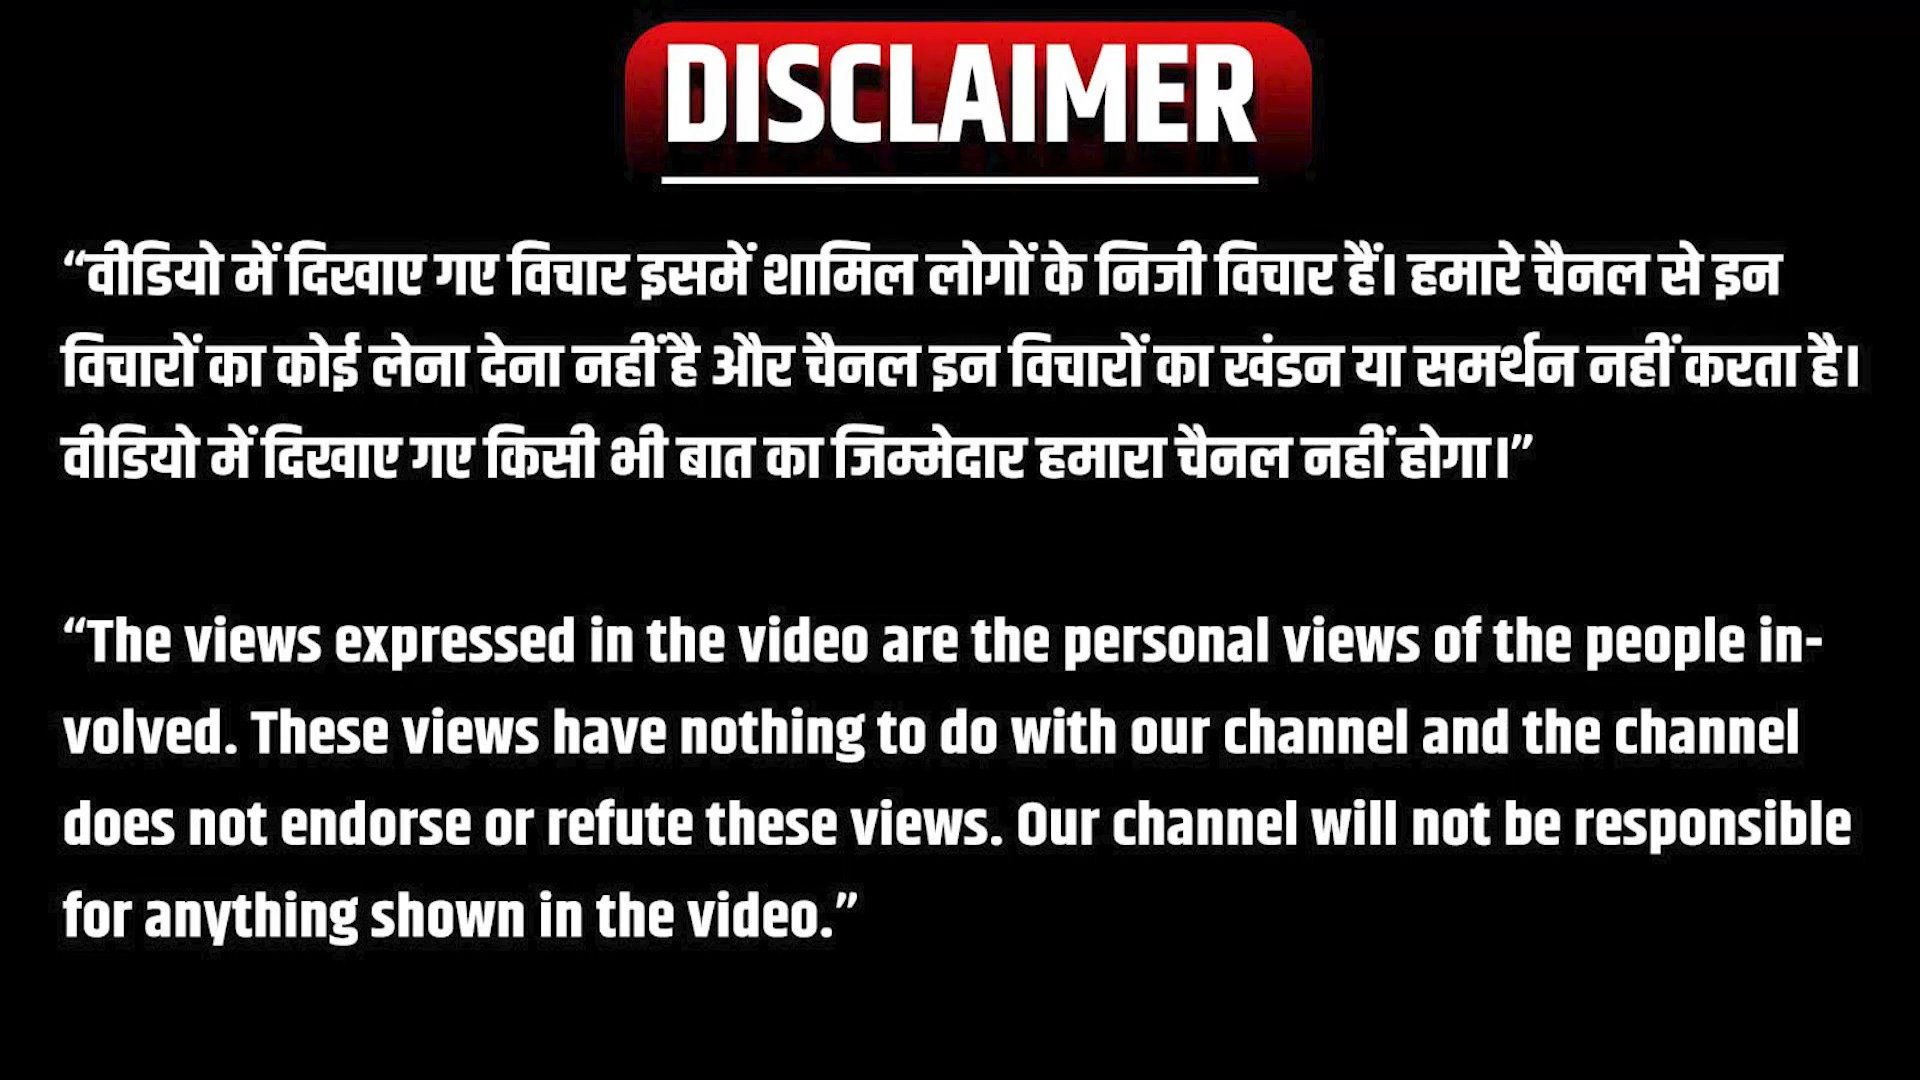 DISCLAIMER
“वीडियो में दिखाए गए विचार इसमें शामिल लोगों के निजी विचार हैं। हमारे चैनल से इन
विचारों का कोई लेना देना नहीं है और चैनल इन विचारों का खंडन या समर्थन नहीं करता है।
वीडियो में दिखाए गए किसी भी बात का जिम्मेदार हमारा चैनल नहीं होगा।”
“The views expressed in the video are the personal views of the people in-
volved. These views have nothing to do with our channel and the channel
does not endorse or refute these views. Our channel will not be responsible
for anything shown in the video.”